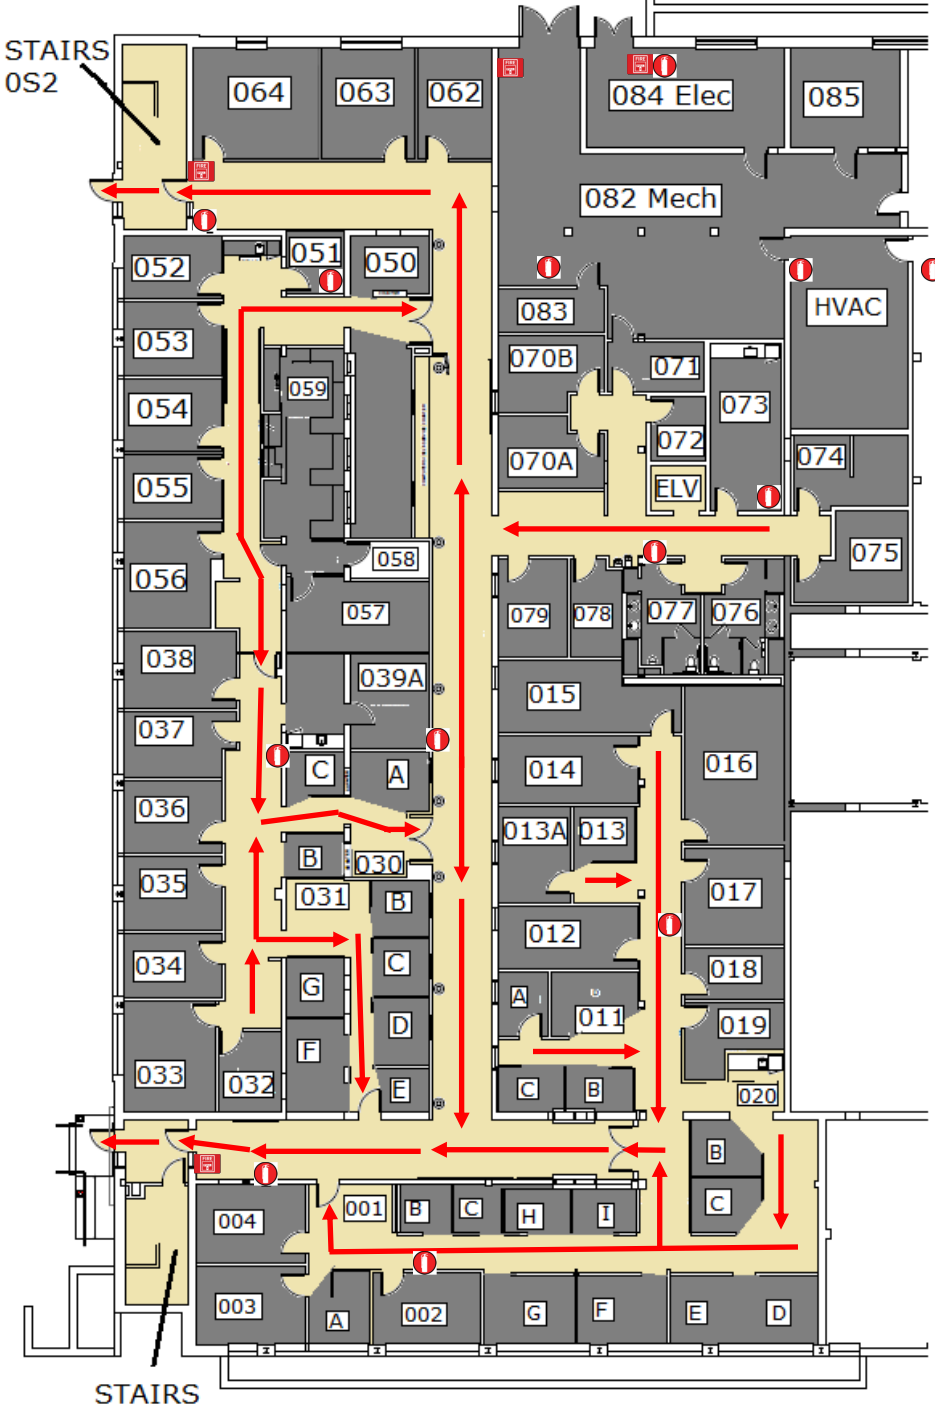 STAIRS
0S2
064
063
062
084 Elec
085
082 Mech
052
051
050
083
HVAC
053
070B
071
059
054
073
072
070A
074
055
ELV
058
075
056
057
079
078
077
076
038
039A
015
037
016
C
A
014
036
013A
013
B
030
035
031
B
017
012
034
C
018
G
A
011
019
D
F
033
032
E
C
B
020
B
004
001
B
C
H
I
C
003
A
002
G
F
E
D
STAIRS